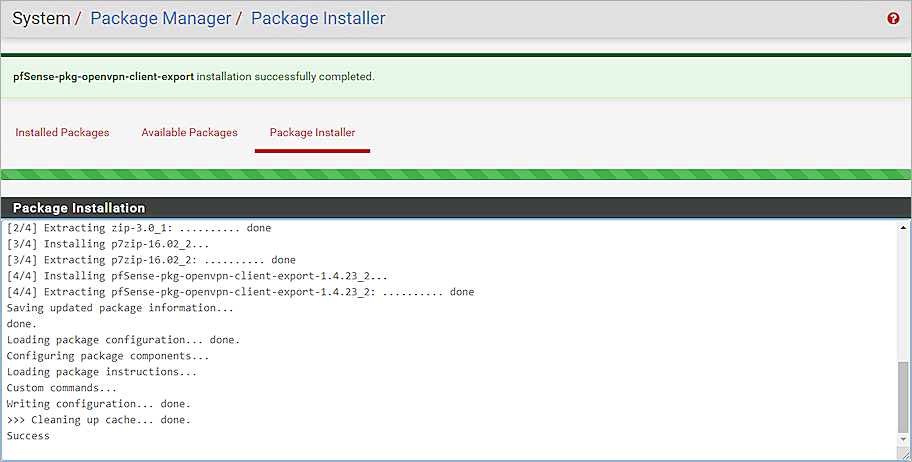 System / Package Manager / Package Installer
pfSense-pkg-openvpn-client-export installation successfully completed.
Installed Packages Available Packages Package Installer
Package Installation
[2/4] Extracting zip-3.0_1: .......... done
[3/4] Installing p7zip-16.02_2...
[3/4] Extracting p7zip-16.02_2: .......... done
[4/4] Installing pfSense-pkg-openvpn-client-export-1.4.23_2...
[4/4] Extracting pfSense-pkg-openvpn-client-export-1.4.23_2: .......... done
Saving updated package information...
done.
Loading package configuration... done.
Configuring package components...
Loading package instructions...
Custom commands...
Writing configuration... done.
>>> Cleaning up cache... done.
Success